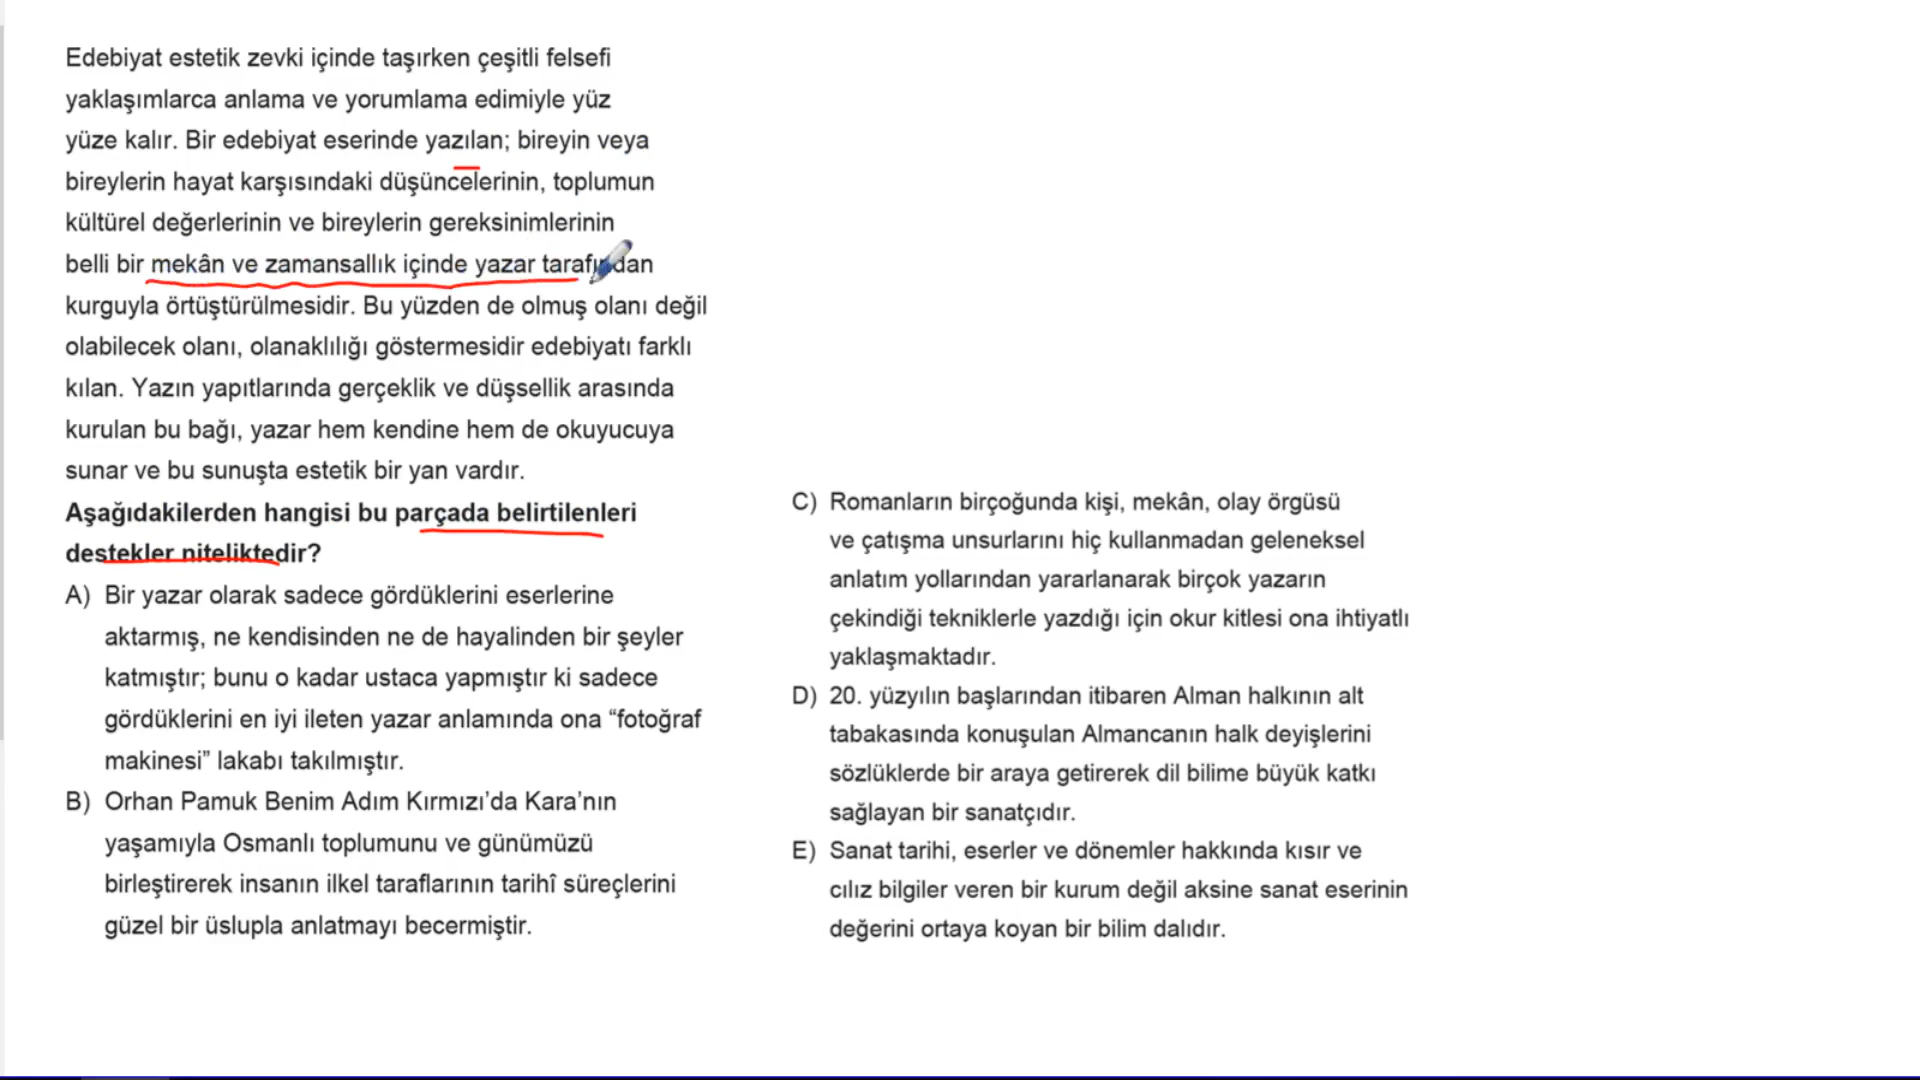 Edebiyat estetik zevki içinde taşırken çeşitli felsefi
yaklaşımlarca anlama ve yorumlama edimiyle yüz
yüze kalır. Bir edebiyat eserinde yazılan; bireyin veya
bireylerin hayat karşısındaki düşüncelerinin, toplumun
kültürel değerlerinin ve bireylerin gereksinimlerinin
belli bir mekân ve zamansallık içinde yazar tarafından
kurguyla örtüştürülmesidir. Bu yüzden de olmuş olanı değil
olabilecek olanı, olanaklılığı göstermesidir edebiyatı farklı
kılan. Yazın yapıtlarında gerçeklik ve düşsellik arasında
kurulan bu bağı, yazar hem kendine hem de okuyucuya
sunar ve bu sunuşta estetik bir yan vardır.
Aşağıdakilerden hangisi bu parçada belirtilenleri
destekler niteliktedir?
A) Bir yazar olarak sadece gördüklerini eserlerine
aktarmış, ne kendisinden ne de hayalinden bir şeyler
katmıştır; bunu o kadar ustaca yapmıştır ki sadece
gördüklerini en iyi ileten yazar anlamında ona “fotoğraf
makinesi” lakabı takılmıştır.
B) Orhan Pamuk Benim Adım Kırmızı’da Kara’nın
yaşamıyla Osmanlı toplumunu ve günümüzü
birleştirerek insanın ilkel taraflarının tarihî süreçlerini
güzel bir üslupla anlatmayı becermiştir.
C) Romanların birçoğunda kişi, mekân, olay örgüsü
ve çatışma unsurlarını hiç kullanmadan geleneksel
anlatım yollarından yararlanarak birçok yazarın
çekindiği tekniklerle yazdığı için okur kitlesi ona ihtiyatlı
yaklaşmaktadır.
D) 20. yüzyılın başlarından itibaren Alman halkının alt
tabakasında konuşulan Almancanın halk deyişlerini
sözlüklerde bir araya getirerek dil bilime büyük katkı
sağlayan bir sanatçıdır.
E) Sanat tarihi, eserler ve dönemler hakkında kısır ve
cılız bilgiler veren bir kurum değil aksine sanat eserinin
değerini ortaya koyan bir bilim dalıdır.